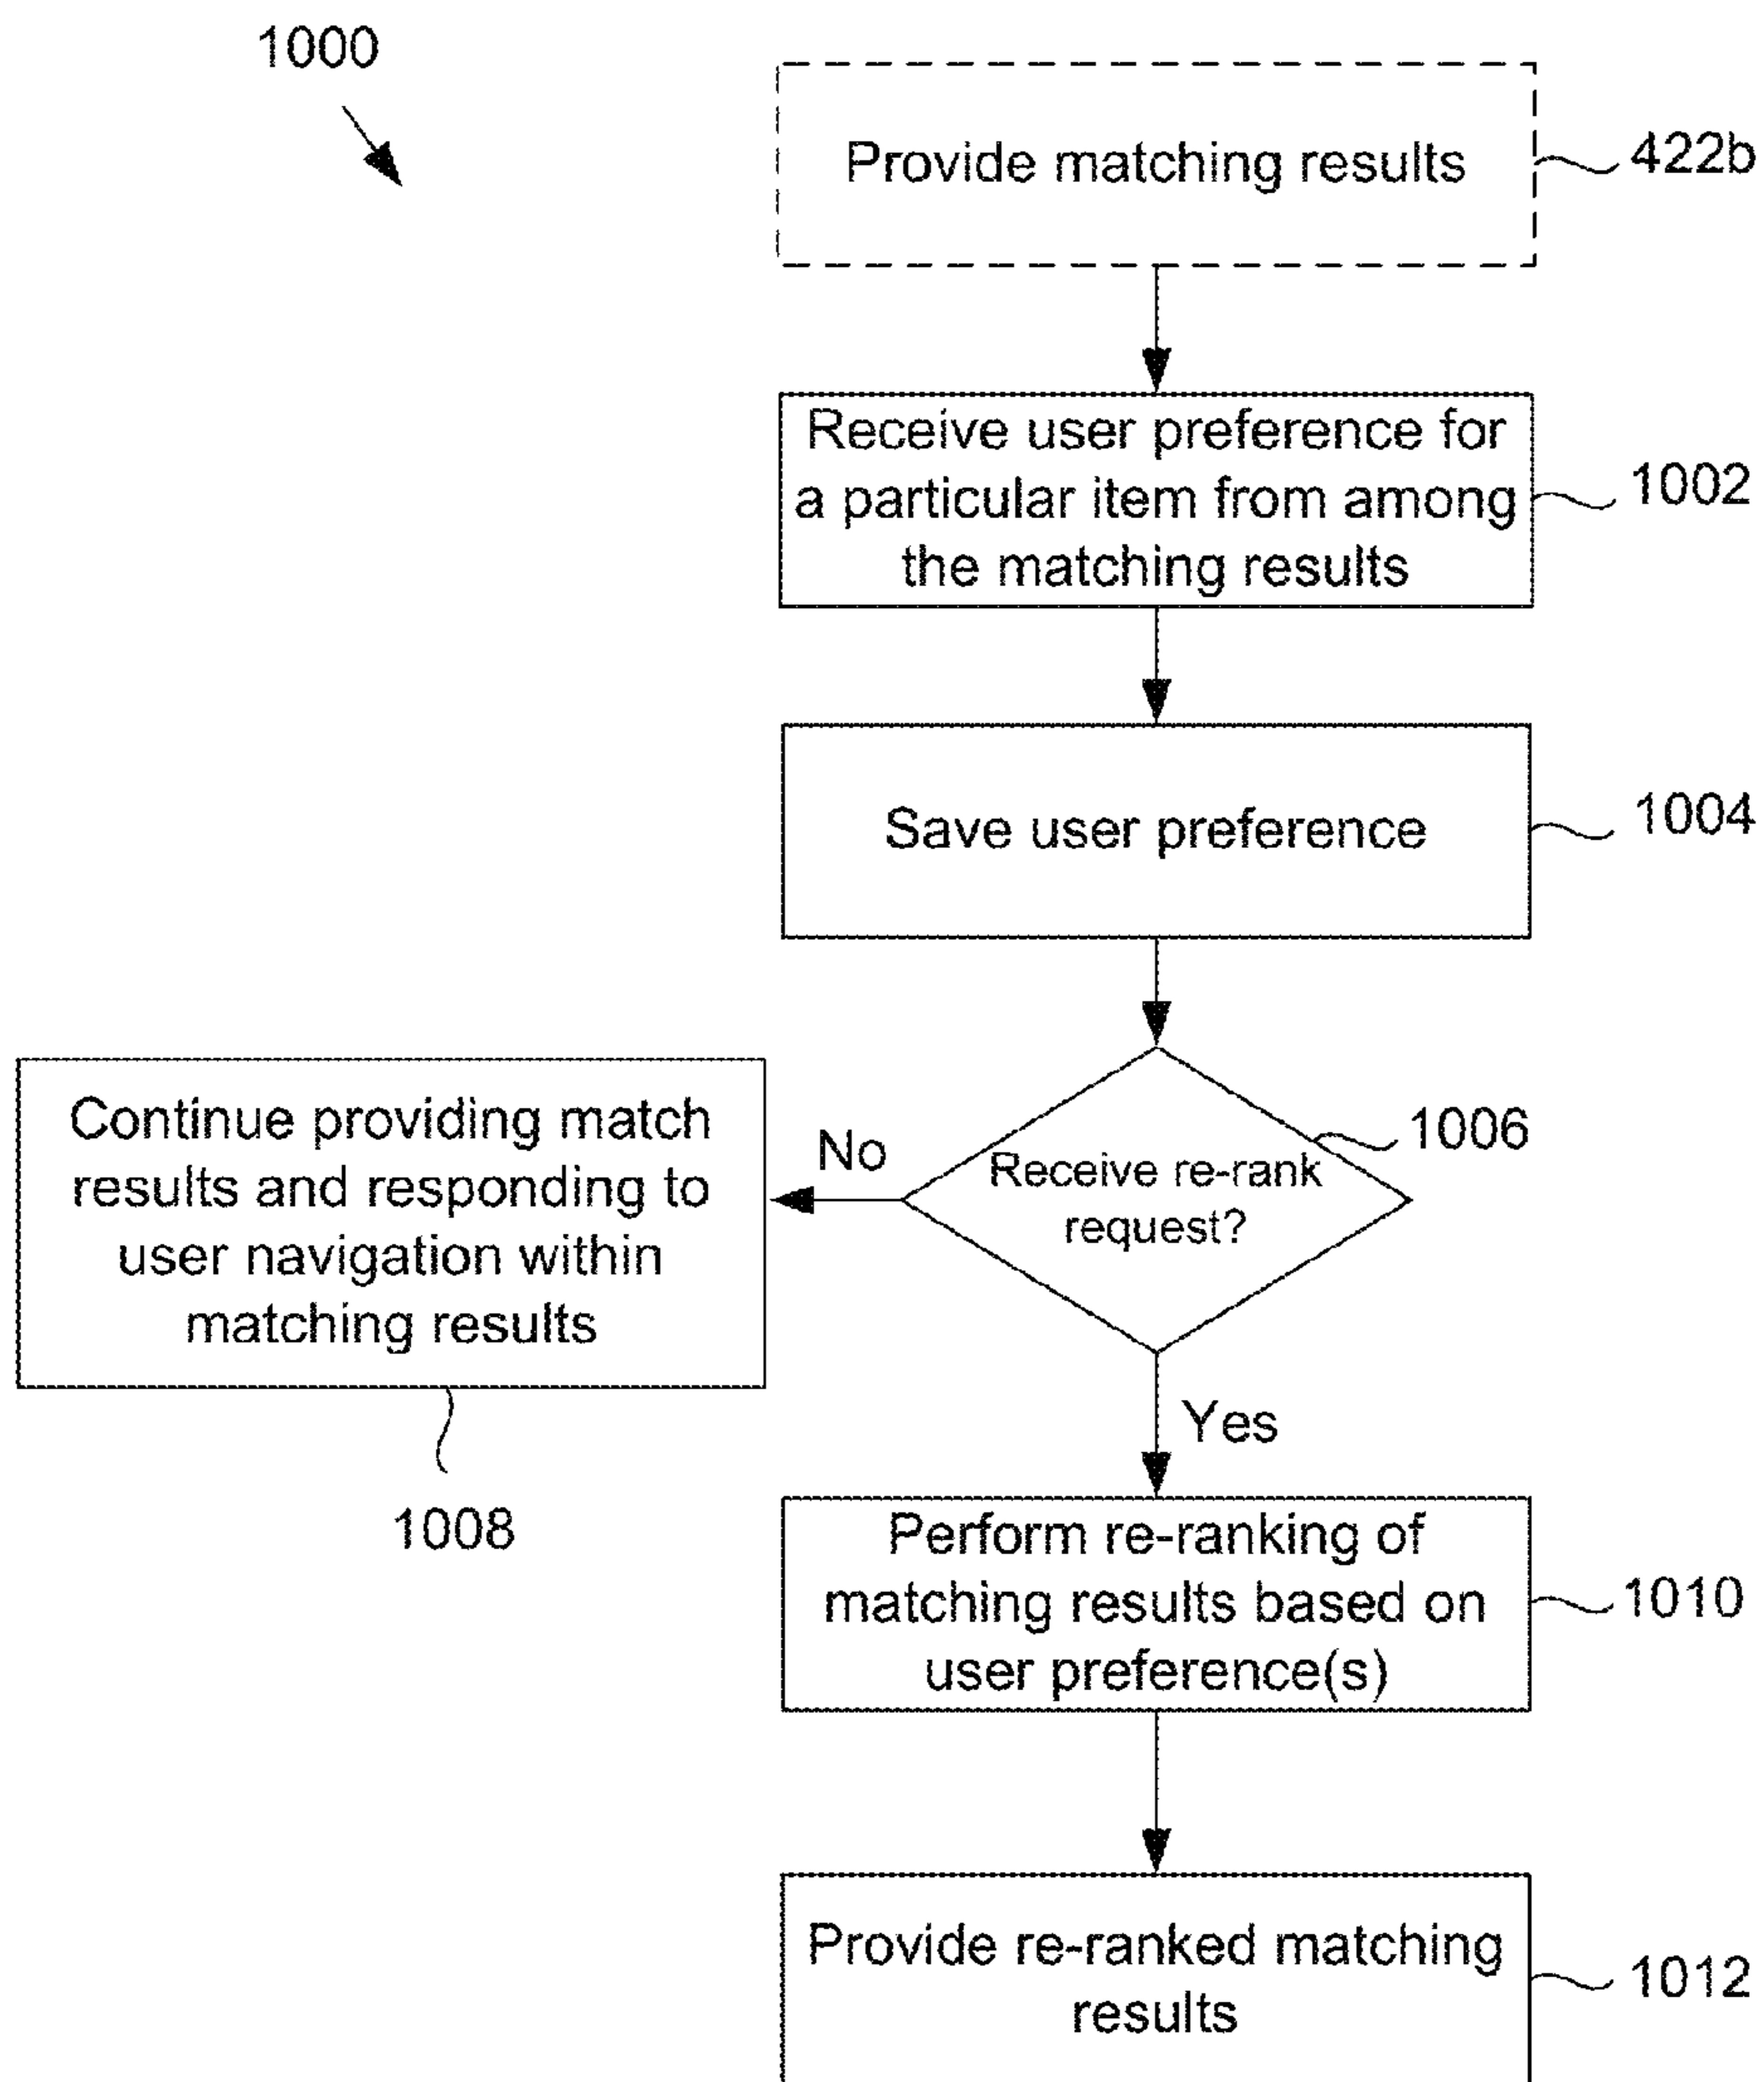 1000
Provide matching results
422b
Receive user preference for
a particular item from among
the matching results
1002
Save user preference
1004
Receive re-rank
request?
1006
No
Continue providing match
results and responding to
user navigation within
matching results
1008
Yes
Perform re-ranking of
matching results based on
user preference(s)
1010
Provide re-ranked matching
results
1012